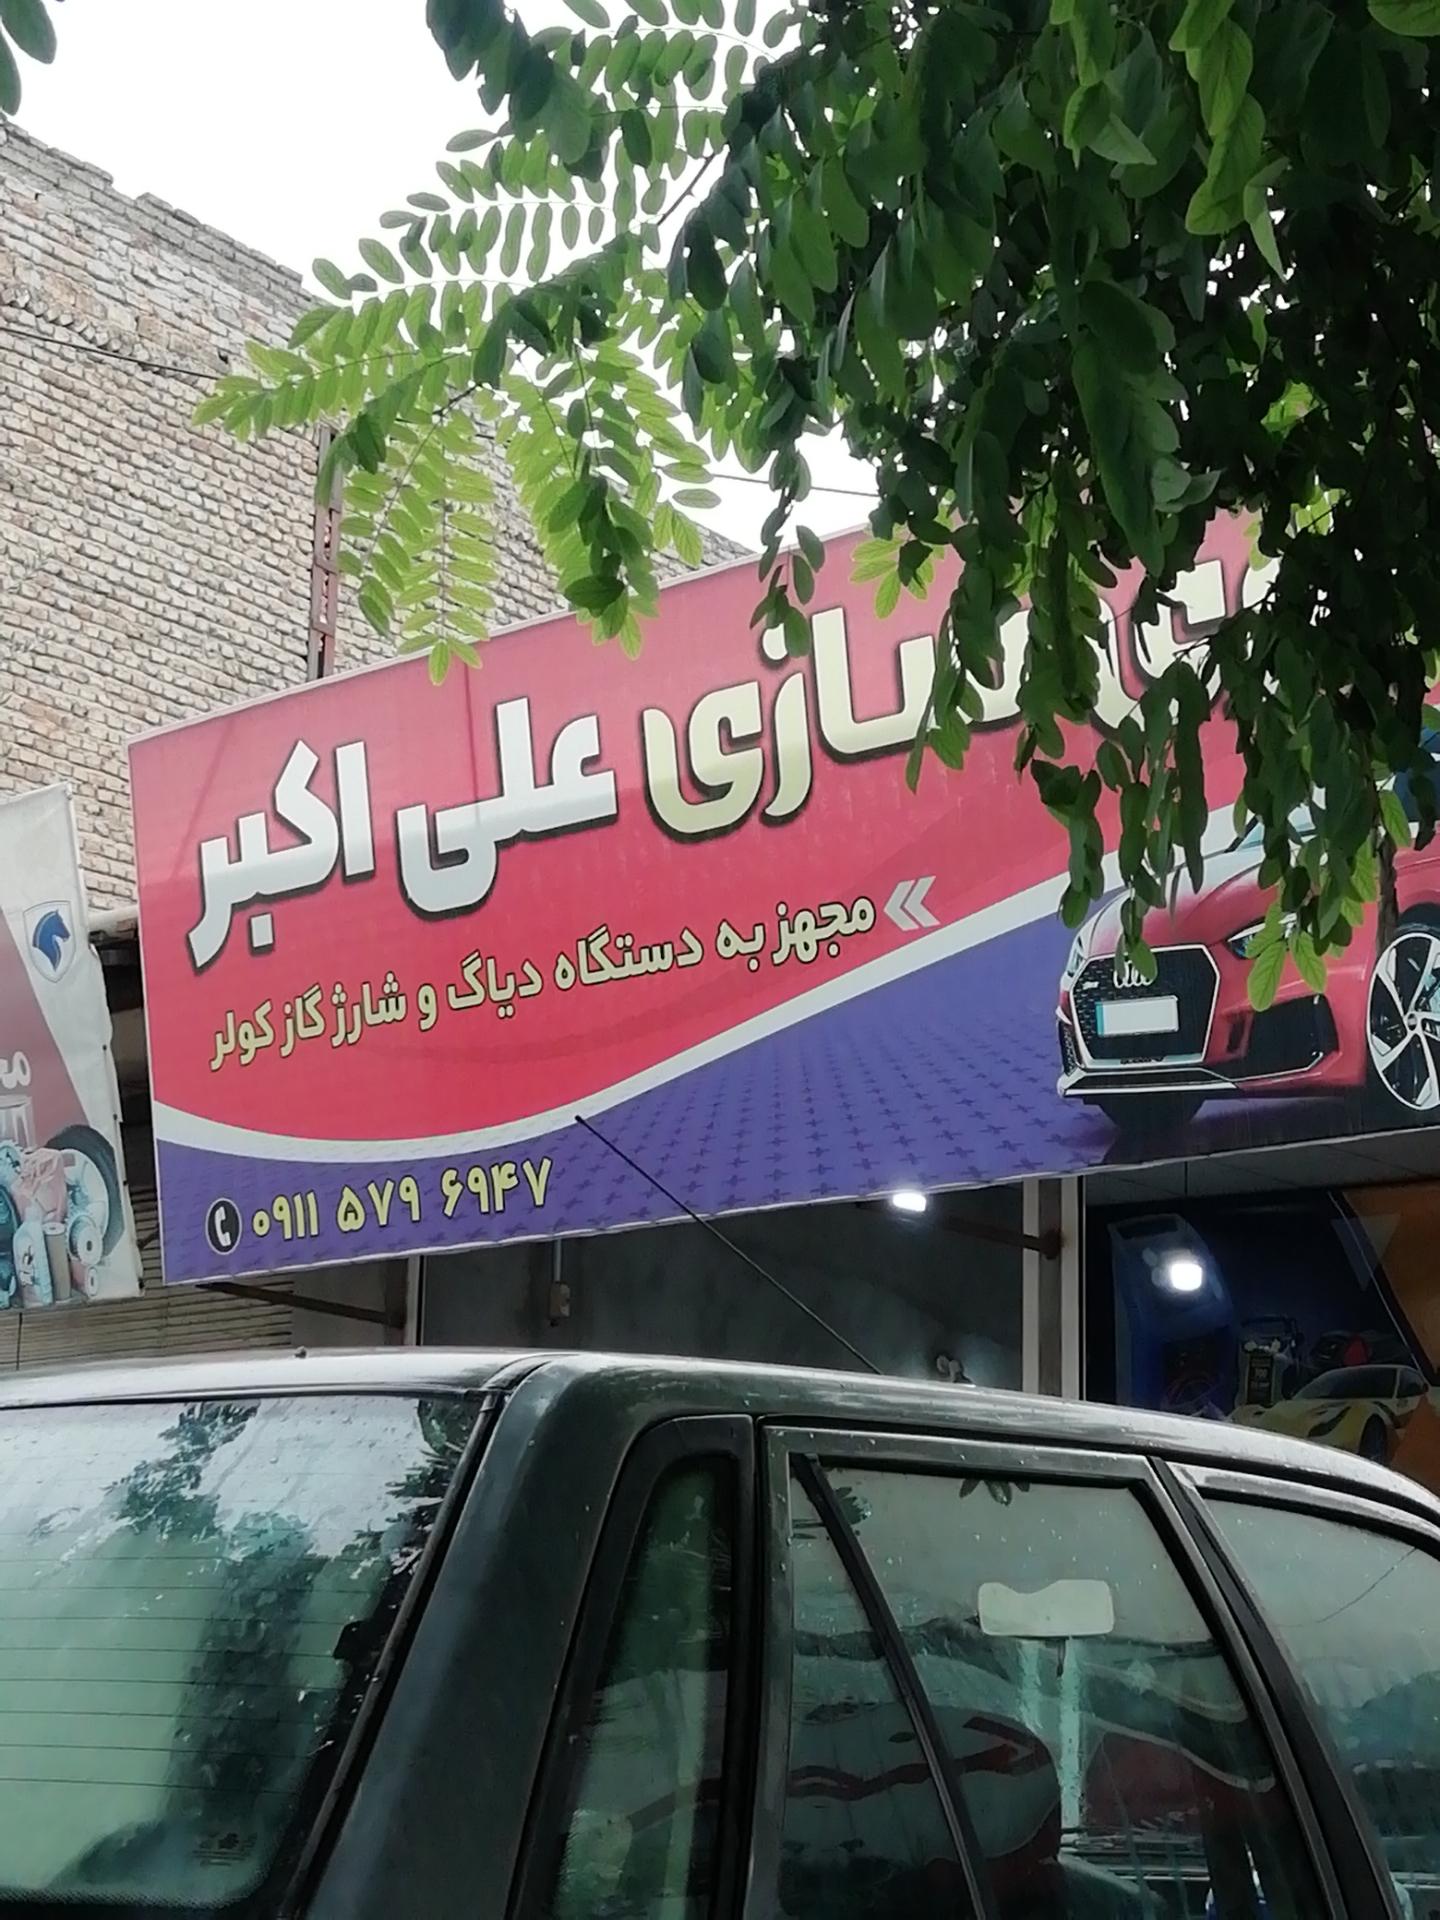 سازی علی اکبر
مجهز به دستگاه دیاگ و شارژ گاز کولر
۰۹۱۱ ۵۷۹ ۶۹۴۷